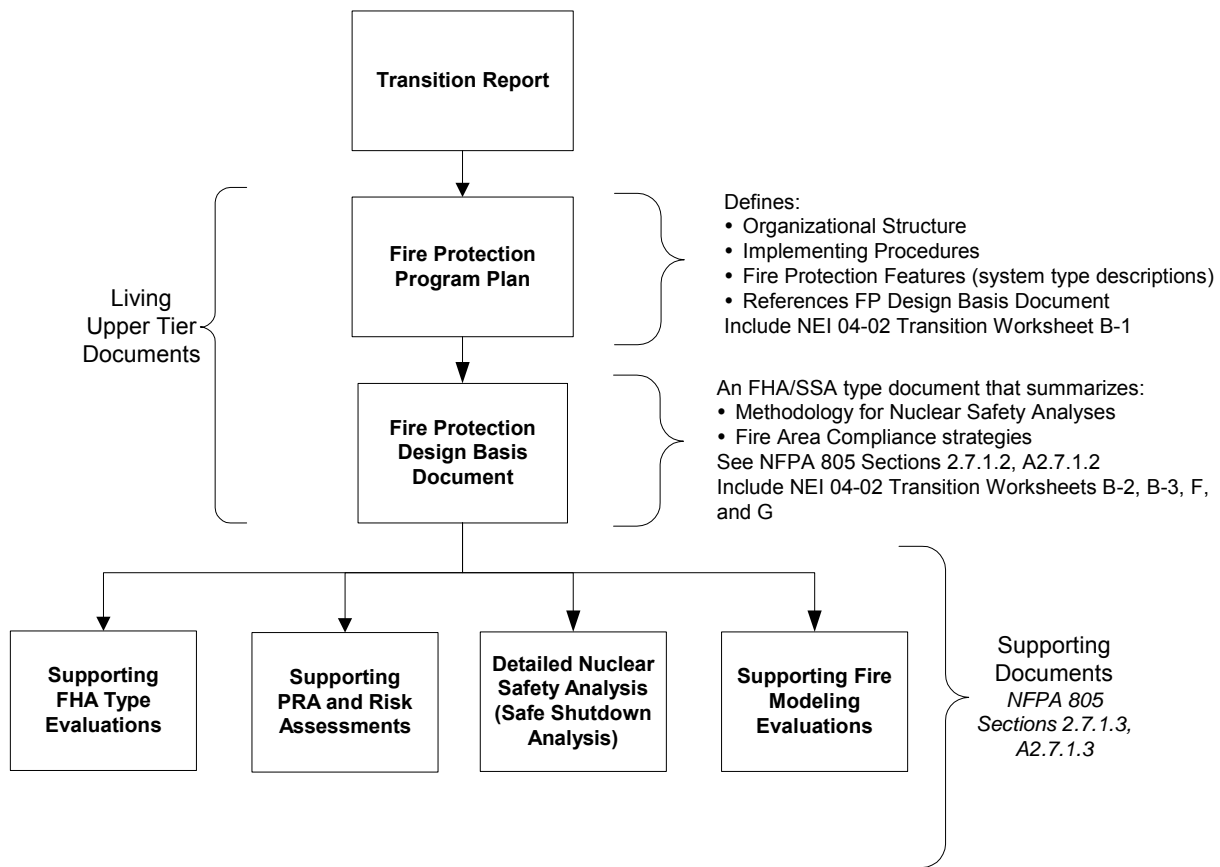 Transition Report
Fire Protection
Program Plan
Defines:
• Organizational Structure
• Implementing Procedures
• Fire Protection Features (system type descriptions)
• References FP Design Basis Document
Include NEI 04-02 Transition Worksheet B-1
Living
Upper Tier
Documents
Fire Protection
Design Basis
Document
An FHA/SSA type document that summarizes:
• Methodology for Nuclear Safety Analyses
• Fire Area Compliance strategies
See NFPA 805 Sections 2.7.1.2, A2.7.1.2
Include NEI 04-02 Transition Worksheets B-2, B-3, F,
and G
Supporting
FHA Type
Evaluations
Supporting
PRA and Risk
Assessments
Detailed Nuclear
Safety Analysis
(Safe Shutdown
Analysis)
Supporting Fire
Modeling
Evaluations
Supporting
Documents
NFPA 805
Sections 2.7.1.3,
A2.7.1.3